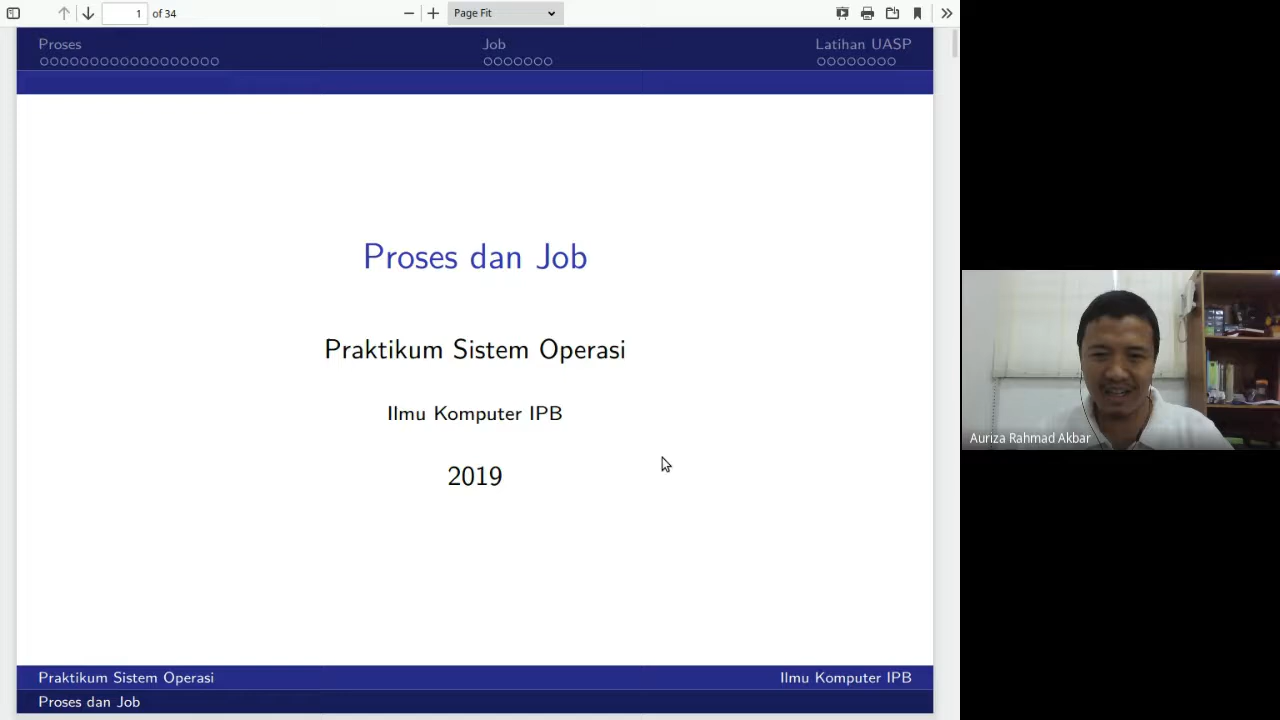 1 of 34
Page Fit
Proses Job Latihan UASP
Proses dan Job
Praktikum Sistem Operasi
Ilmu Komputer IPB
2019
Auriza Rahmad Akbar
Praktikum Sistem Operasi Ilmu Komputer IPB
Proses dan Job